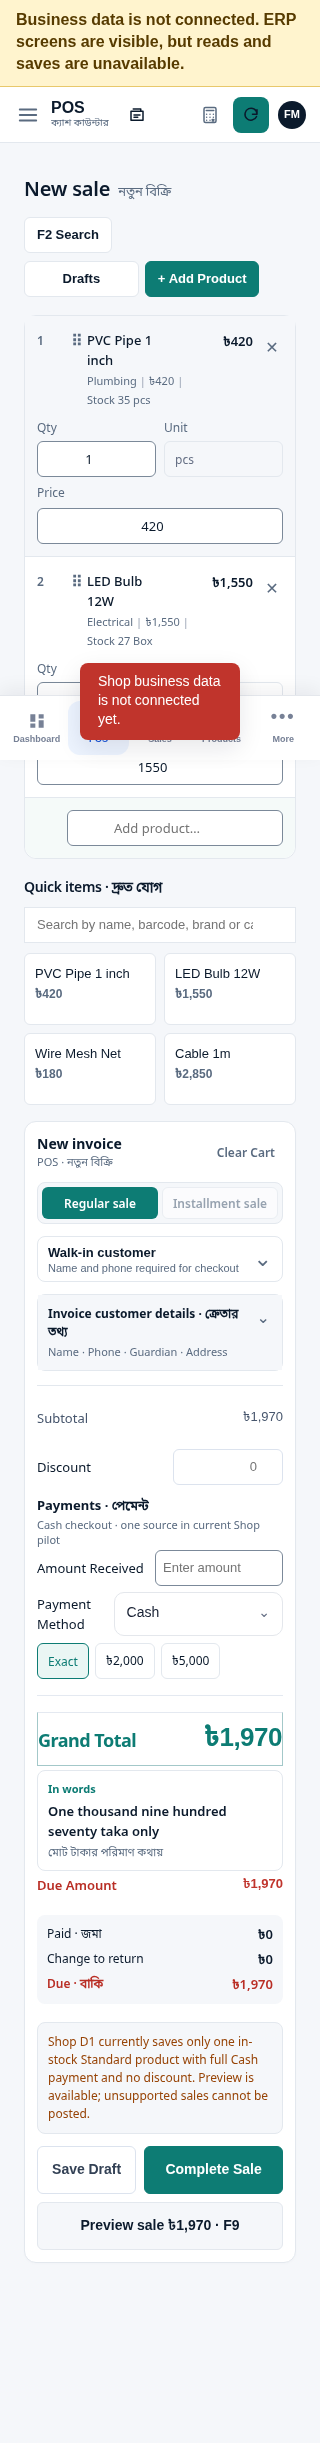 Business data is not connected. ERP
screens are visible, but reads and
saves are unavailable.
POS
ক্যাশ কাউন্টার
FM
New sale নতুন বিক্রি
F2 Search
Drafts
+ Add Product
1
PVC Pipe 1
inch
৳420
Plumbing | ৳420 |
Stock 35 pcs
Qty
Unit
1
pcs
Price
420
2
LED Bulb
12W
৳1,550
Electrical | ৳1,550 |
Stock 27 Box
Qty
Shop business data
is not connected
yet.
Dashboard
More
1550
Add product...
Quick items · দ্রুত যোগ
Search by name, barcode, brand or ca
PVC Pipe 1 inch
৳420
LED Bulb 12W
৳1,550
Wire Mesh Net
৳180
Cable 1m
৳2,850
New invoice
POS · নতুন বিক্রি
Clear Cart
Regular sale
Installment sale
Walk-in customer
Name and phone required for checkout
Invoice customer details · ক্রেতার
তথ্য
Name · Phone · Guardian · Address
Subtotal
৳1,970
Discount
0
Payments · পেমেন্ট
Cash checkout · one source in current Shop
pilot
Amount Received
Enter amount
Payment
Method
Cash
Exact
৳2,000
৳5,000
Grand Total
৳1,970
In words
One thousand nine hundred
seventy taka only
মোট টাকার পরিমাণ কথায়
Due Amount
৳1,970
Paid · জমা
৳0
Change to return
৳0
Due · বাকি
৳1,970
Shop D1 currently saves only one in-
stock Standard product with full Cash
payment and no discount. Preview is
available; unsupported sales cannot be
posted.
Save Draft
Complete Sale
Preview sale ৳1,970 · F9